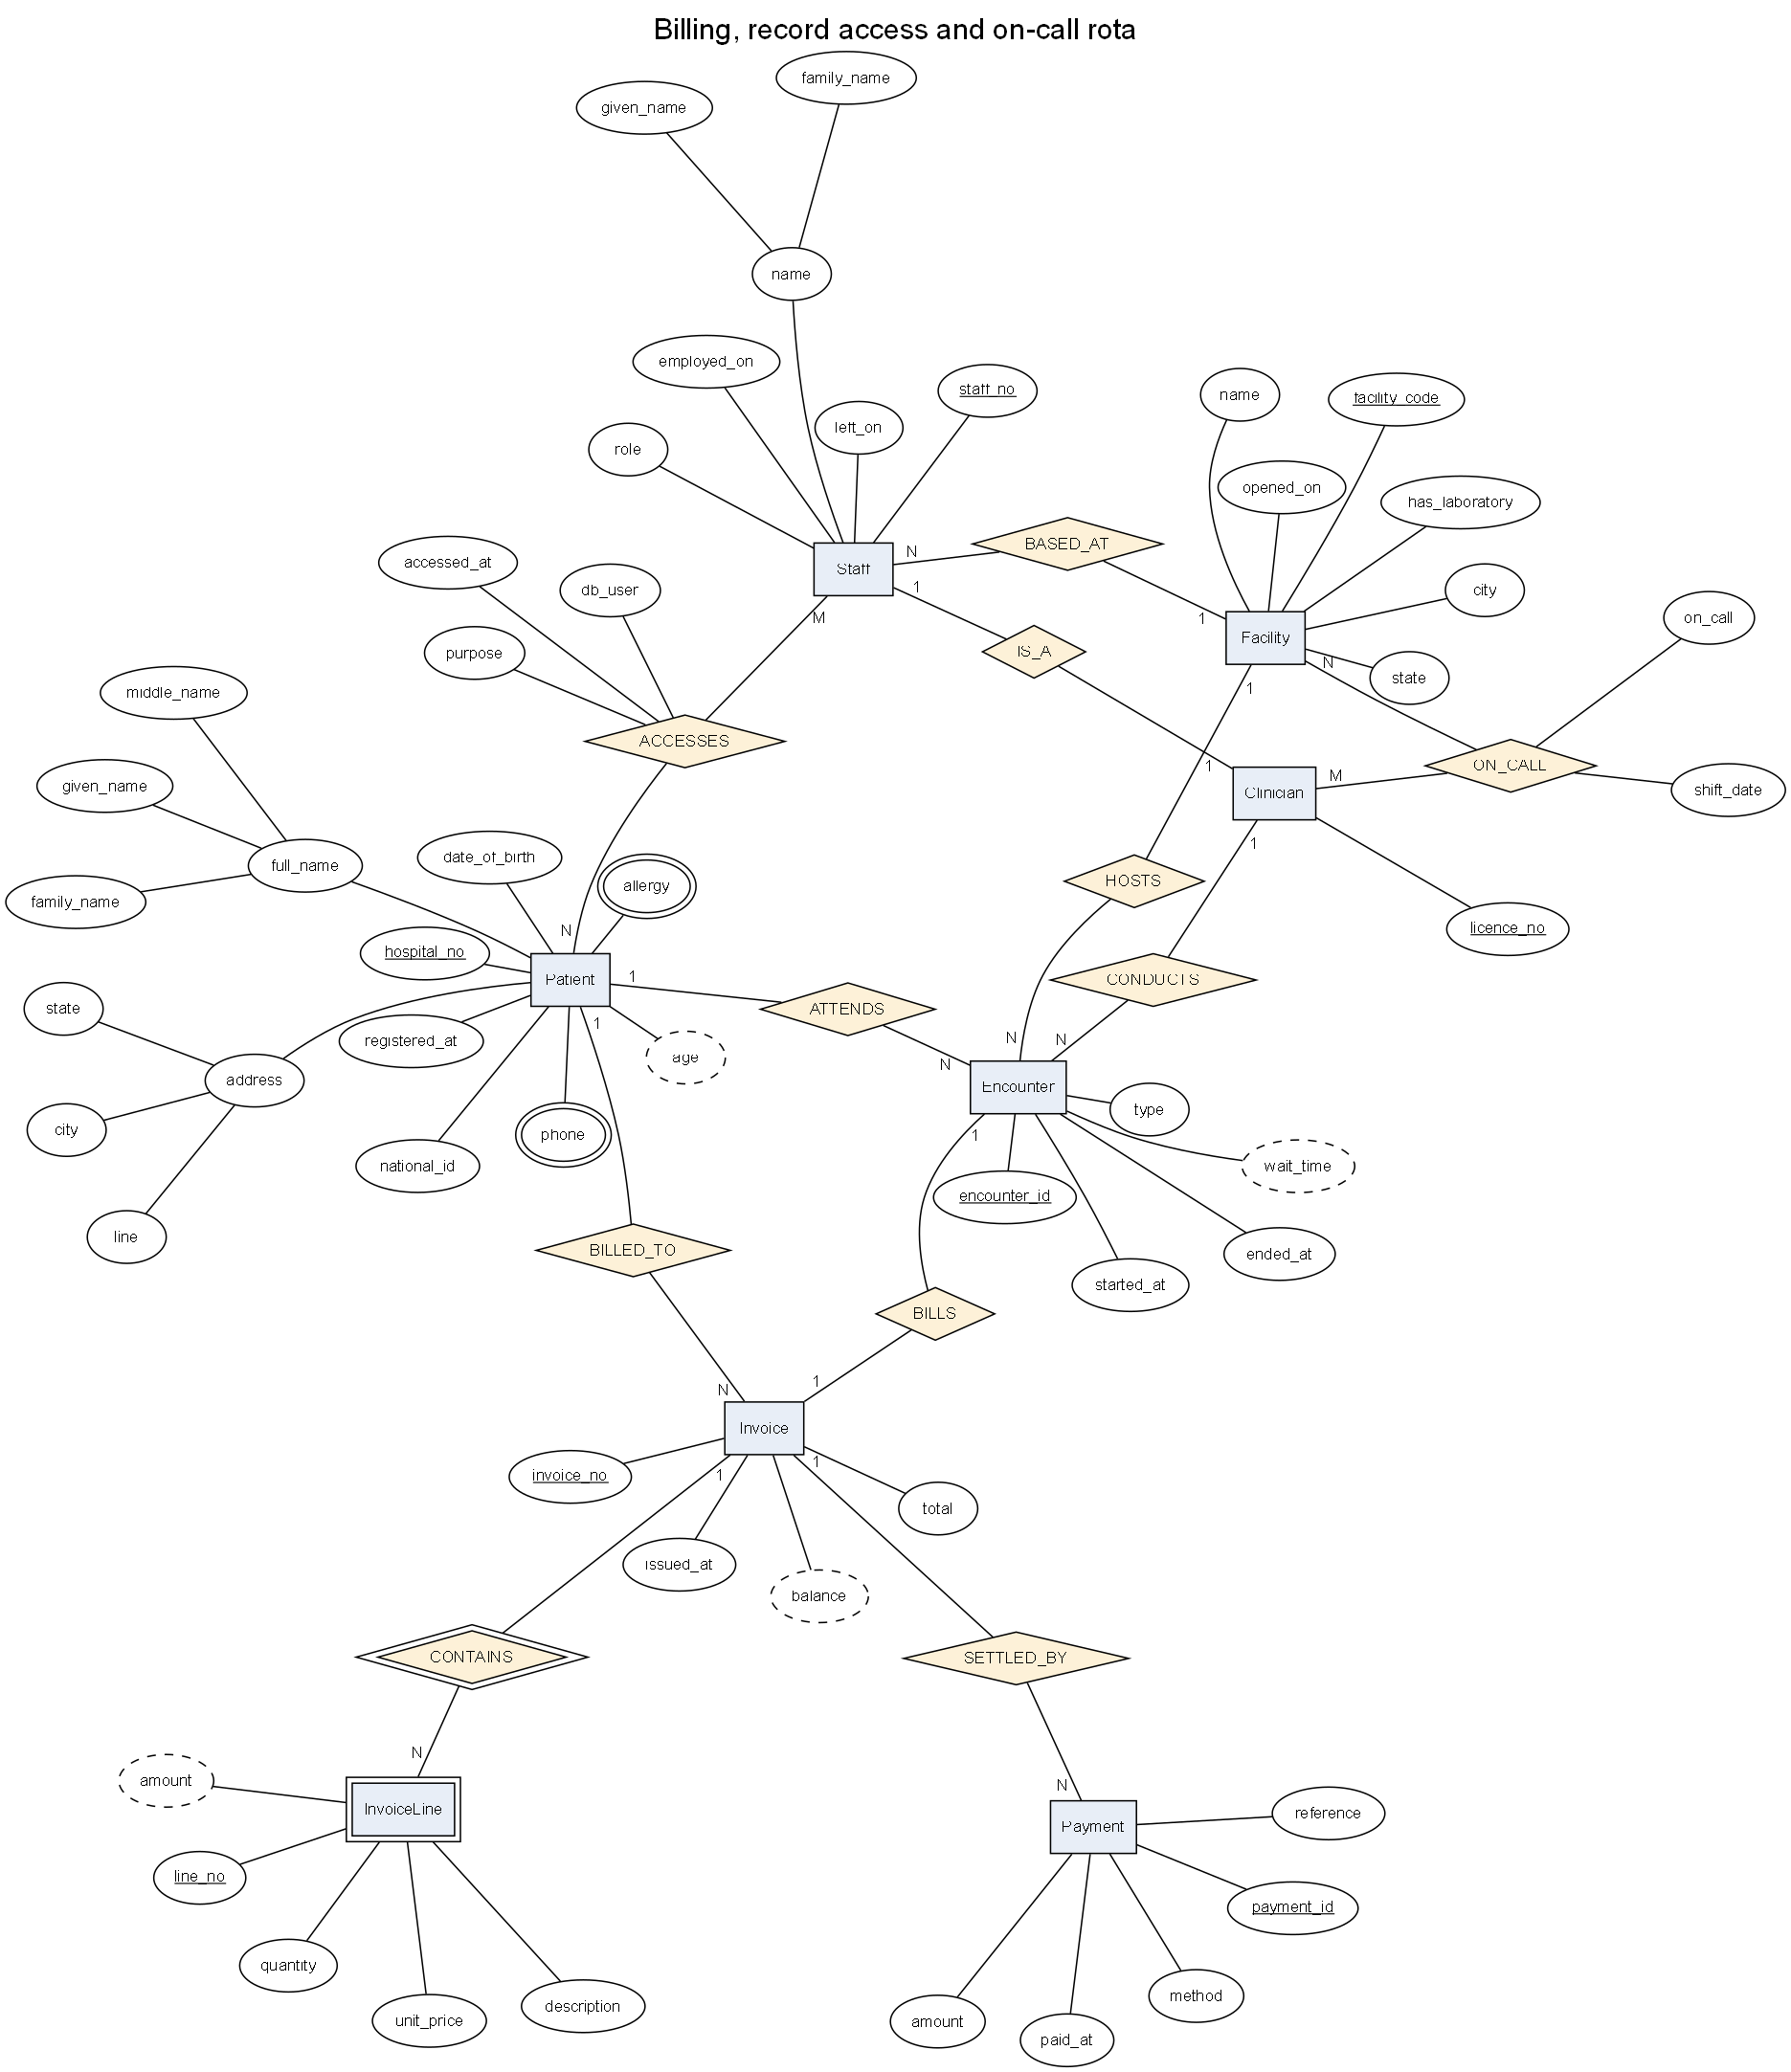 Billing, record access and on-call rota
family_name
given_name
name
employed_on
staff_no
left_on
role
name
facility_code
opened_on
has_laboratory
city
state
on_call
shift_date
Staff
N
BASED_AT
1
Facility
1
IS_A
1
Clinician
N
ON_CALL
M
accessed_at
db_user
purpose
M
ACCESSES
N
middle_name
given_name
full_name
family_name
date_of_birth
allergy
hospital_no
Patient
state
address
city
line
registered_at
national_id
phone
age
1
ATTENDS
N
1
HOSTS
N
1
CONDUCTS
N
licence_no
Encounter
type
wait_time
encounter_id
started_at
ended_at
1
BILLED_TO
N
1
BILLS
1
Invoice
invoice_no
issued_at
balance
total
1
CONTAINS
N
1
SETTLED_BY
N
InvoiceLine
amount
line_no
quantity
unit_price
description
Payment
reference
payment_id
method
paid_at
amount